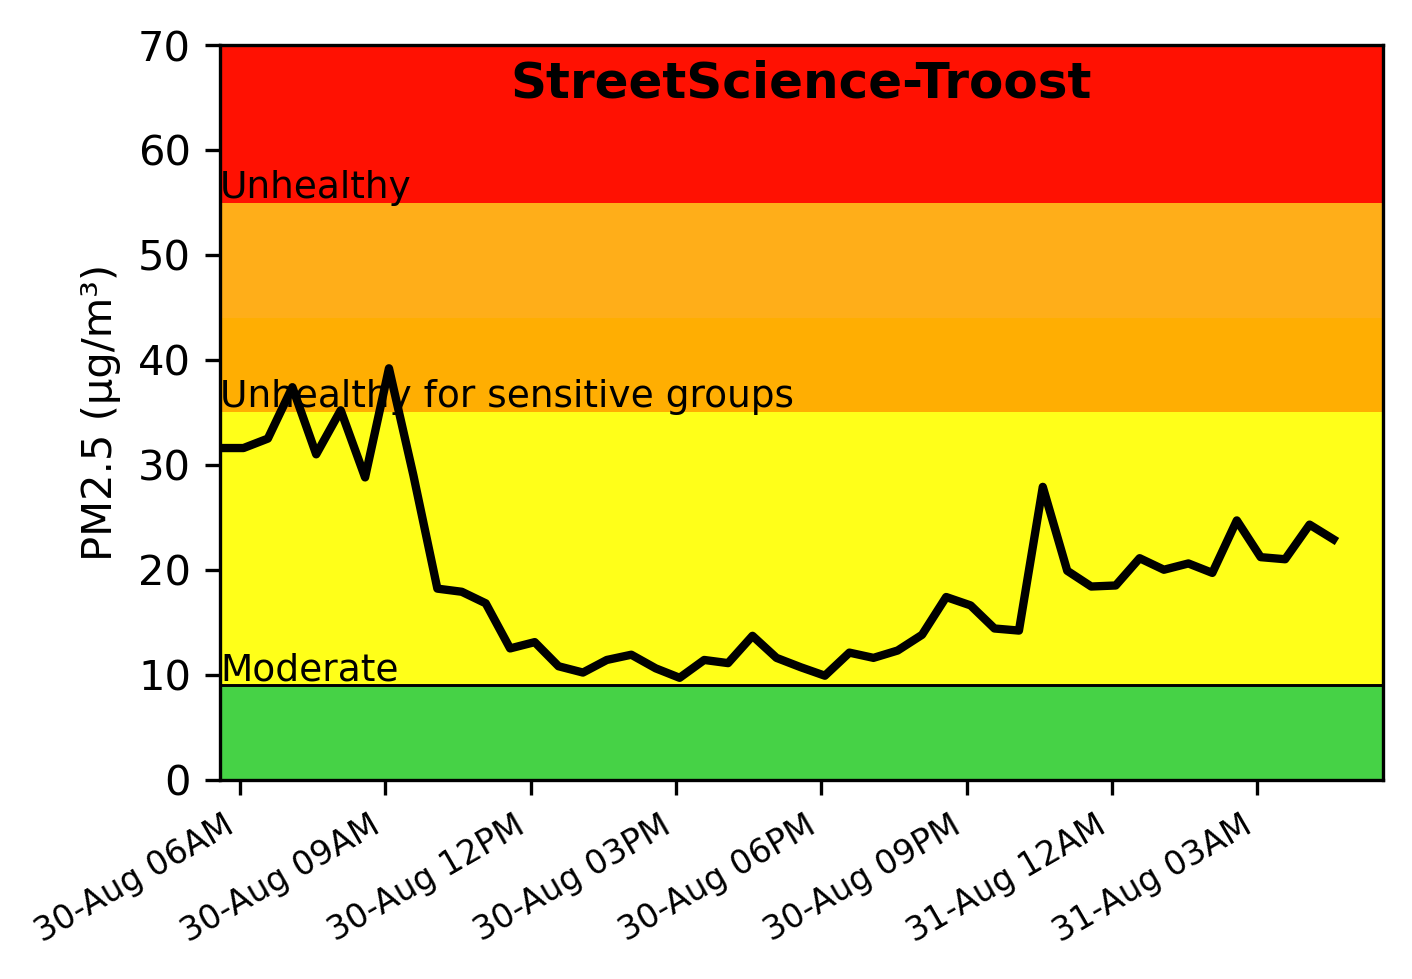 StreetScience-Troost
PM2.5 (µg/m³)
70
60
50
40
30
20
10
0
Unhealthy
Unhealthy for sensitive groups
Moderate
30-Aug 06AM
30-Aug 09AM
30-Aug 12PM
30-Aug 03PM
30-Aug 06PM
30-Aug 09PM
31-Aug 12AM
31-Aug 03AM